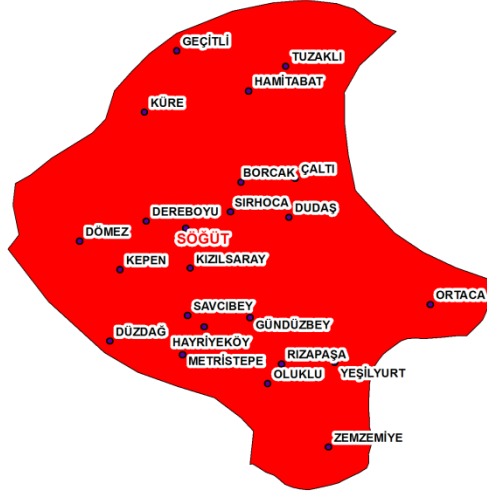 GEÇİTLİ
TUZAKLI
HAMİTABAT
KÜRE
BORCAK
ÇALTI
SIRHOCA
DEREBOYU
DUDAŞ
DÖMEZ
SÖĞÜT
KEPEN
KIZILSARAY
ORTACA
SAVCIBEY
GÜNDÜZBEY
DÜZDAĞ
HAYRİYEKÖY
METRİSTEPE
RIZAPAŞA
OLUKLU
YEŞİLYURT
ZEMZEMİYE